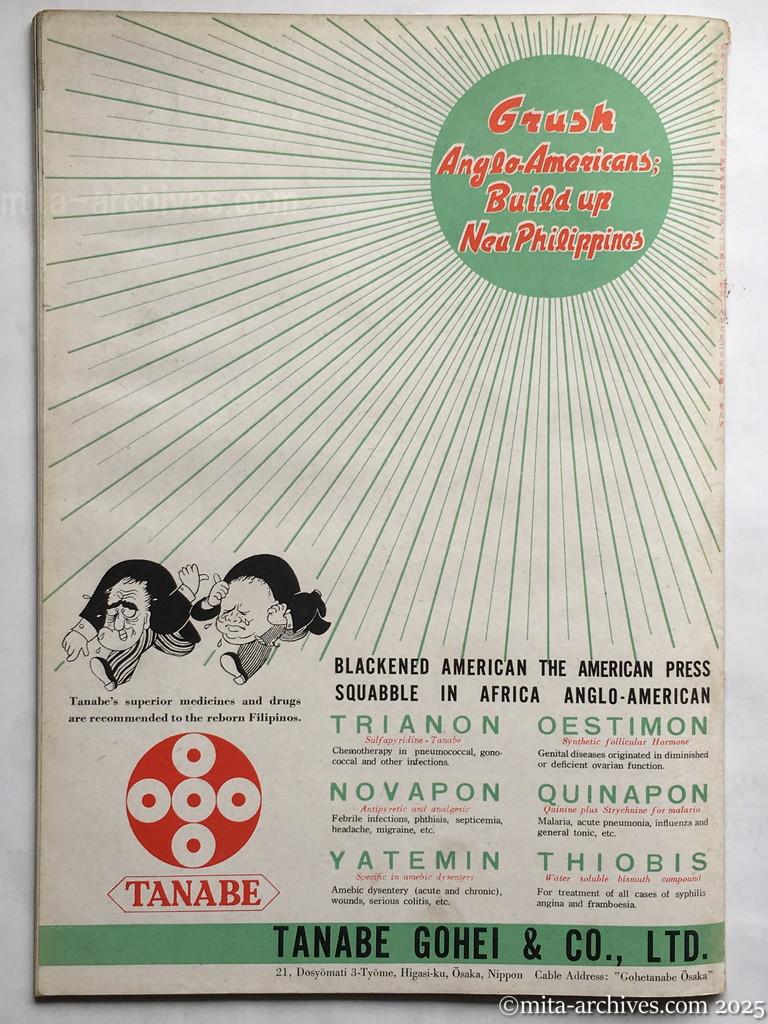 Grush
Anglo-Americans;
Build up
Neu Philippinos
mita-archives.com
BLACKENED AMERICAN THE AMERICAN PRESS
SQUABBLE IN AFRICA ANGLO-AMERICAN
Tanabe's superior medicines and drugs
are recommended to the reborn Filipinos.
TANABE
TRIANON
Sulfapyridine-Tanabe
Chemotherapy in pneumococcal, gono-
coccal and other infections.
OESTIMON
Synthetic follicular Hormone
Genital diseases originated in diminished
or deficient ovarian function.
NOVAPON
Antipyretic and analgesic
Febrile infections, phthisis, septicemia,
headache, migraine, etc.
QUINAPON
Quinine plus Strychnine for malaria
Malaria, acute pneumonia, influenza and
general tonic, etc.
YATEMIN
Specific in amebic dysentery
Amebic dysentery (acute and chronic),
wounds, serious colitis, etc.
THIOBIS
Water soluble bismuth compound
For treatment of all cases of syphilis
angina and framboesia.
TANABE GOHEI & CO., LTD.
21, Dosyômati 3-Tyôme, Higasi-ku, Ôsaka, Nippon Cable Address: "Gohetanabe Ôsaka"
©mita-archives.com 2025